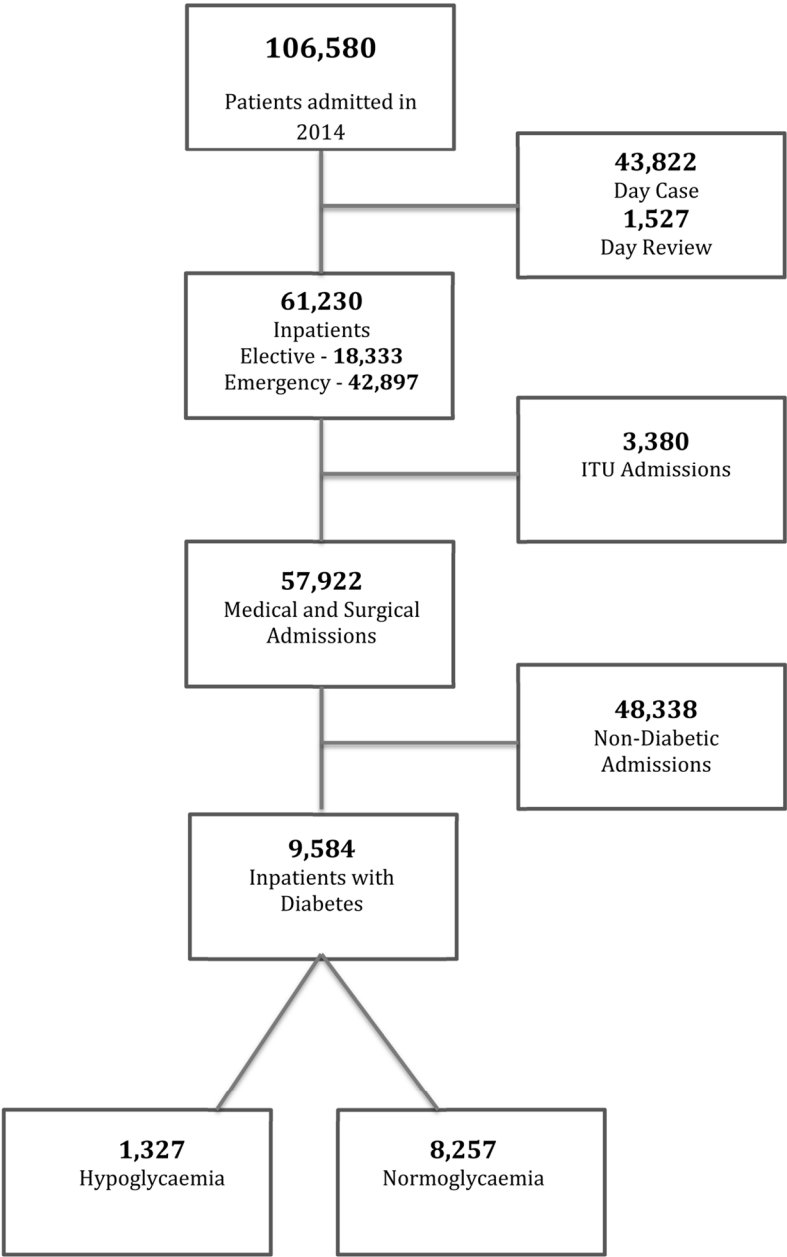 106,580
Patients admitted in
2014
43,822
Day Case
1,527
Day Review
61,230
Inpatients
Elective - 18,333
Emergency - 42,897
3,380
ITU Admissions
57,922
Medical and Surgical
Admissions
48,338
Non-Diabetic
Admissions
9,584
Inpatients with
Diabetes
1,327
Hypoglycaemia
8,257
Normoglycaemia